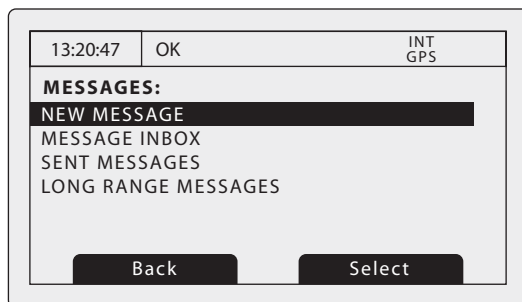 13:20:47 OK INT
GPS
MESSAGES:
NEW MESSAGE
MESSAGE INBOX
SENT MESSAGES
LONG RANGE MESSAGES
Back Select